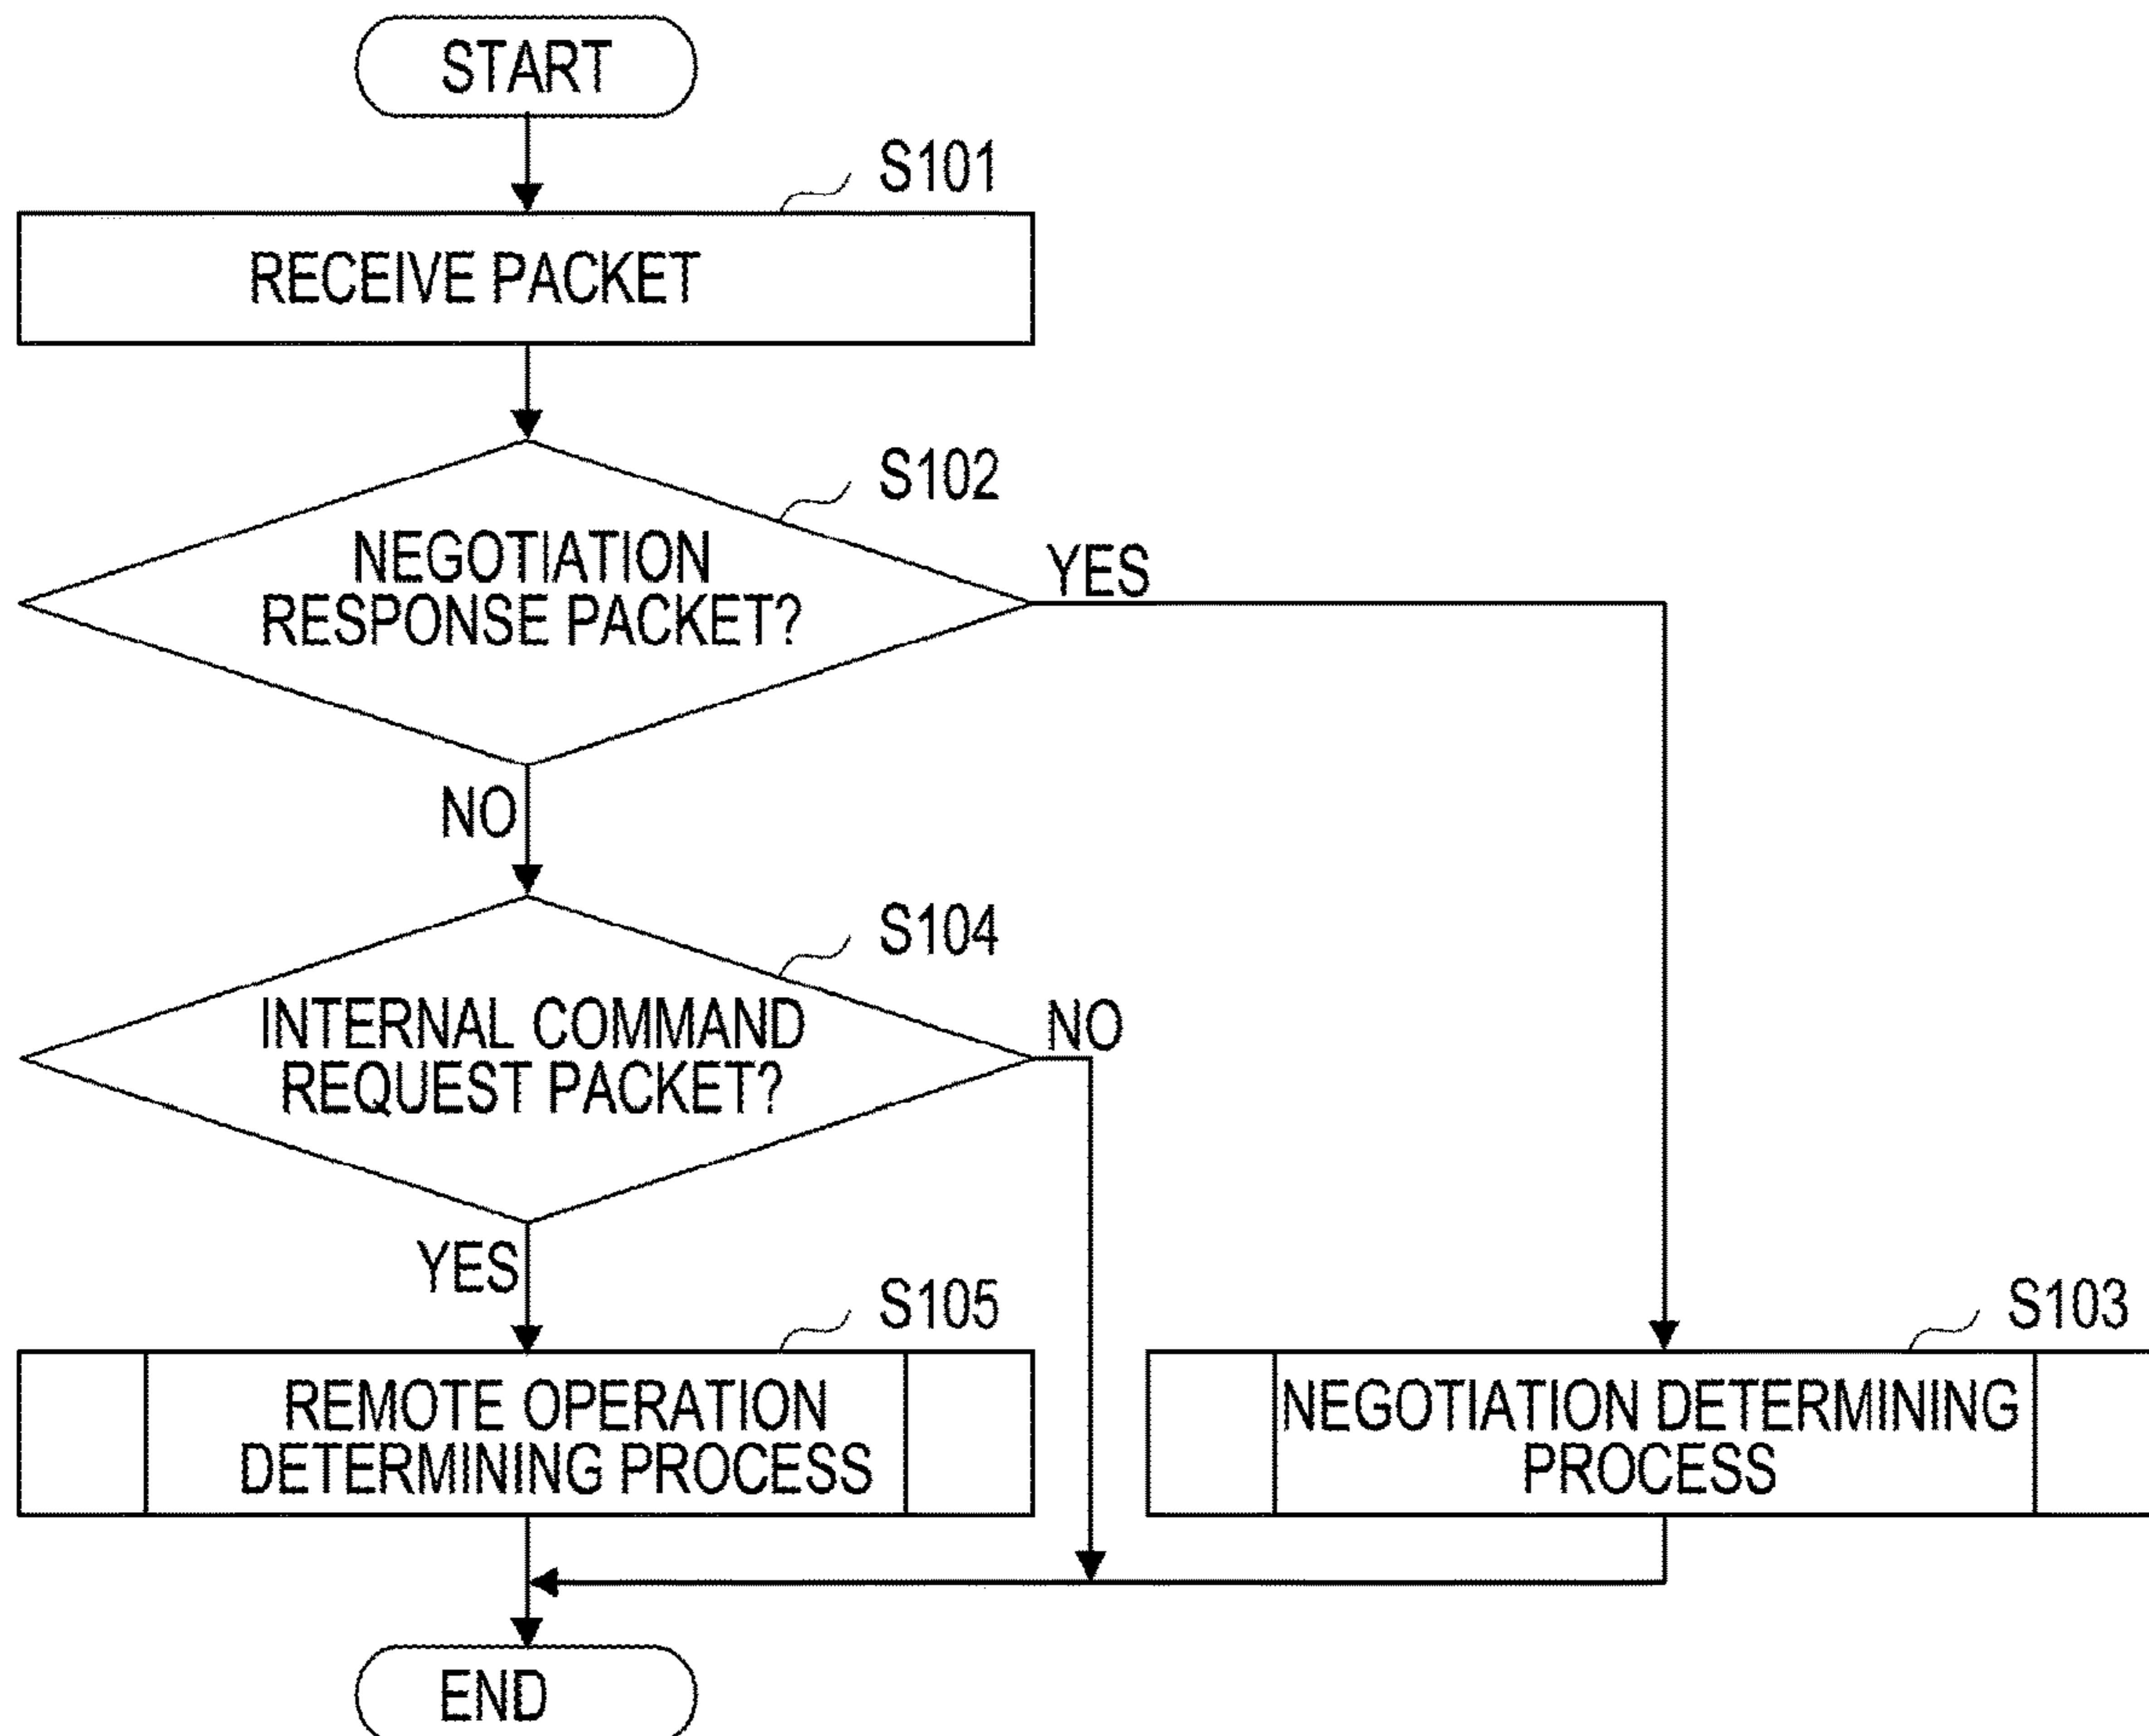 START
S101
RECEIVE PACKET
S102
NEGOTIATION
RESPONSE PACKET?
YES
NO
S104
INTERNAL COMMAND
REQUEST PACKET?
NO
YES
S105
REMOTE OPERATION
DETERMINING PROCESS
S103
NEGOTIATION DETERMINING
PROCESS
END